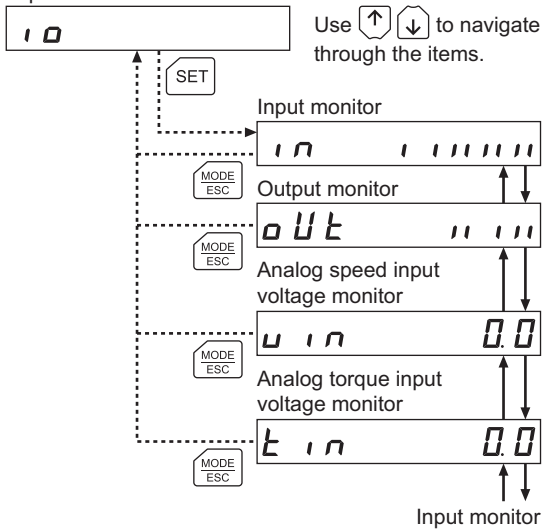 io
Use ↑ ↓ to navigate
through the items.
SET
Input monitor
in
MODE
ESC
Output monitor
oUt
MODE
ESC
Analog speed input
voltage monitor
uin 0.0
MODE
ESC
Analog torque input
voltage monitor
tin 0.0
MODE
ESC
Input monitor